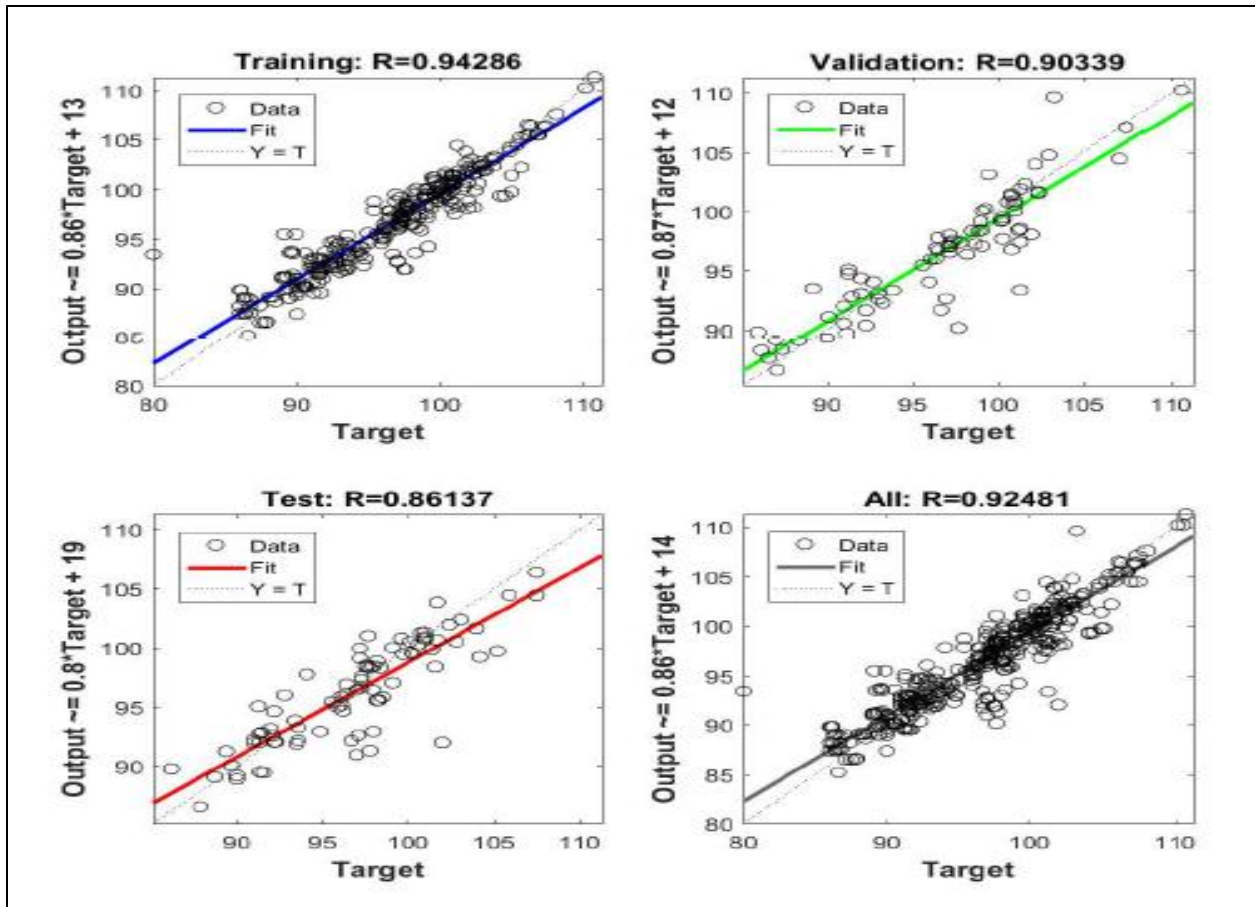 Training: R=0.94286
Output ~= 0.86*Target + 13
110
105
100
95
90
85
80
Data
Fit
Y = T
80
90
100
110
Target
Validation: R=0.90339
Output ~= 0.87*Target + 12
110
105
100
95
90
Data
Fit
Y = T
90
95
100
105
110
Target
Test: R=0.86137
Output ~= 0.8*Target + 19
110
105
100
95
90
Data
Fit
Y = T
90
95
100
105
110
Target
All: R=0.92481
Output ~= 0.86*Target + 14
110
105
100
95
90
85
80
Data
Fit
Y = T
80
90
100
110
Target